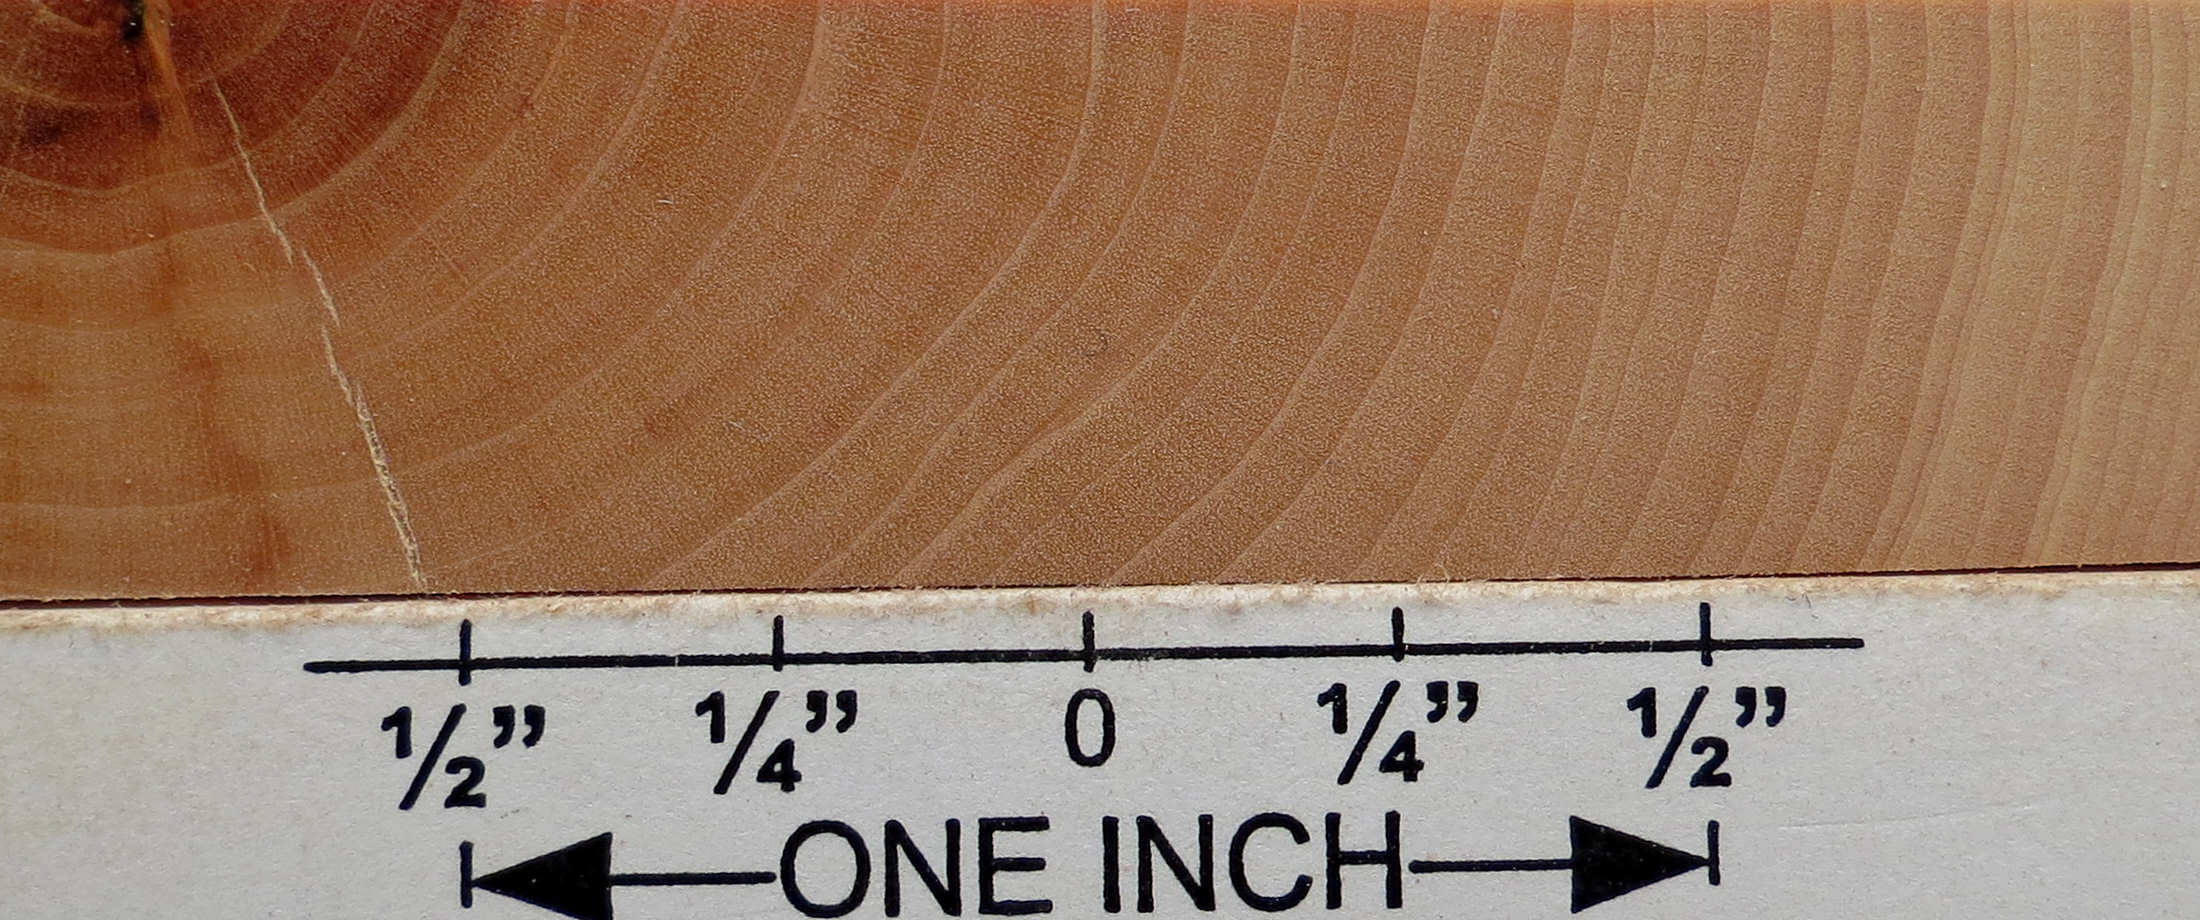 1/2” 1/4” 0 1/4” 1/2”
ONE INCH